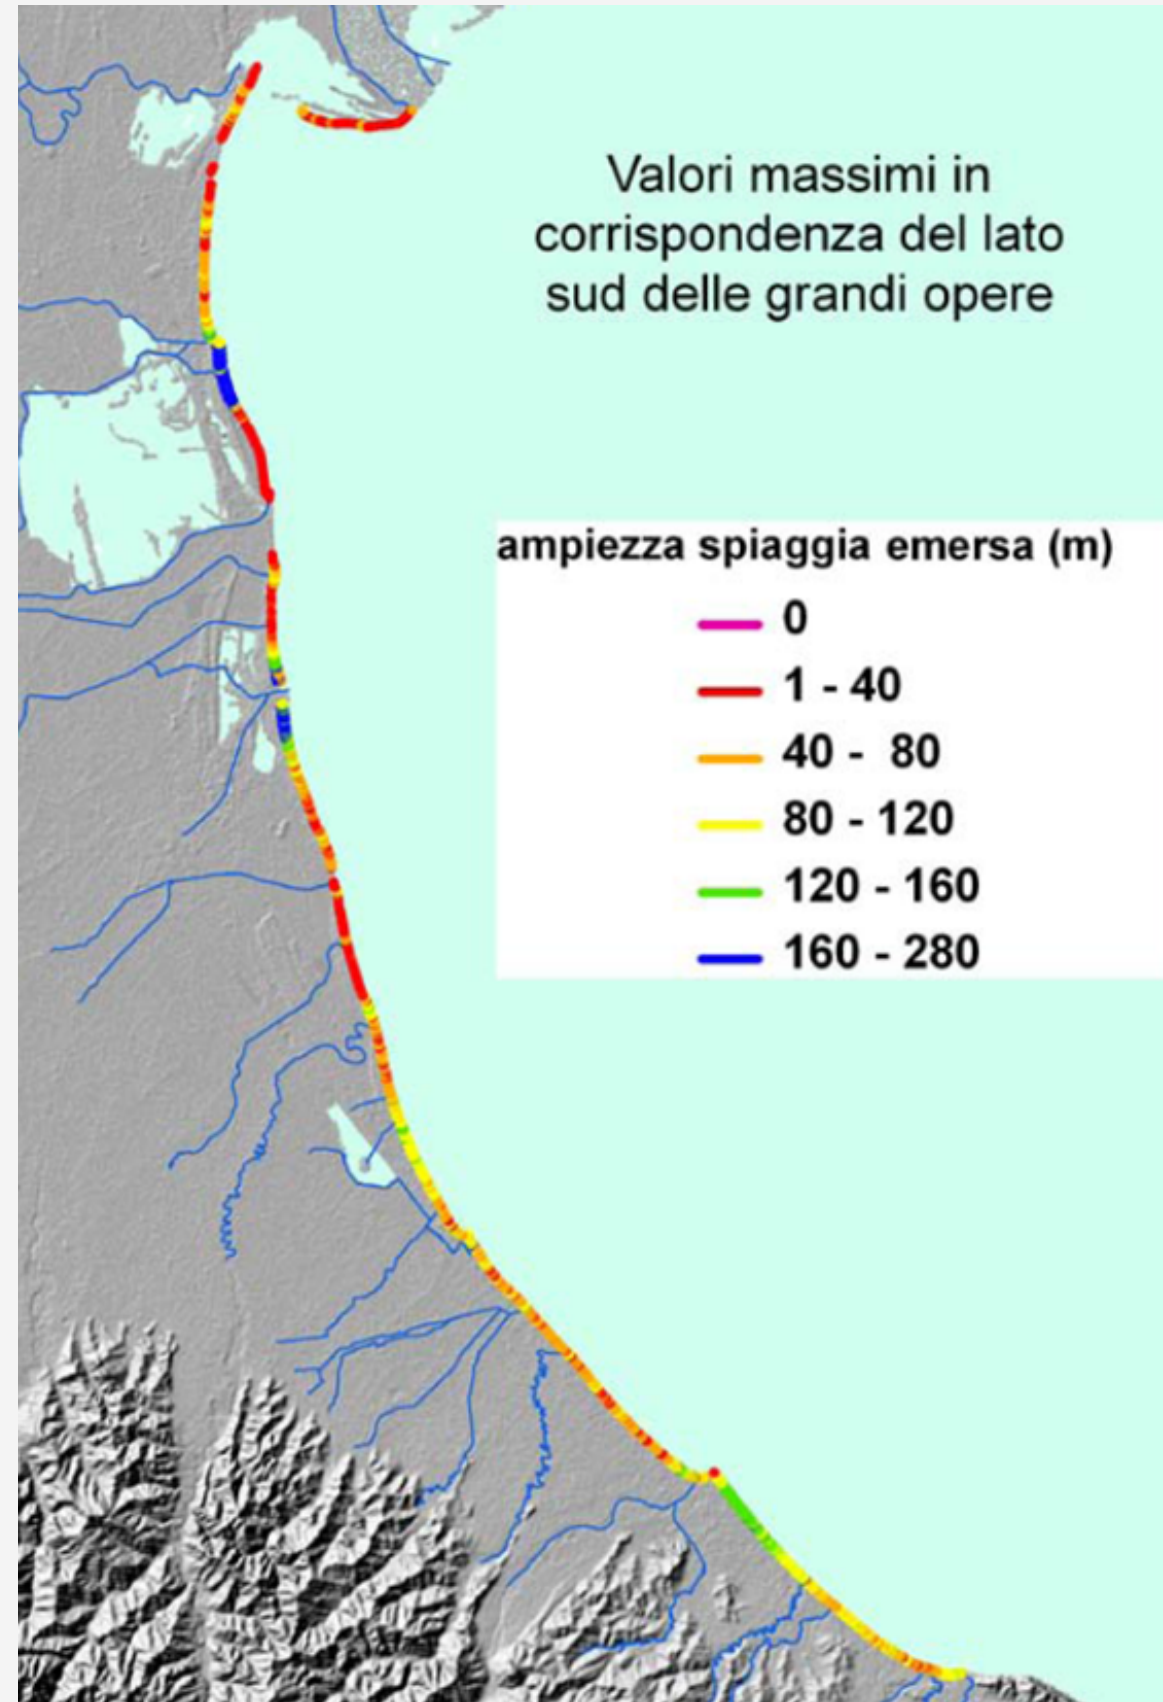 Valori massimi in
corrispondenza del lato
sud delle grandi opere
ampiezza spiaggia emersa (m)
0
1 - 40
40 - 80
80 - 120
120 - 160
160 - 280